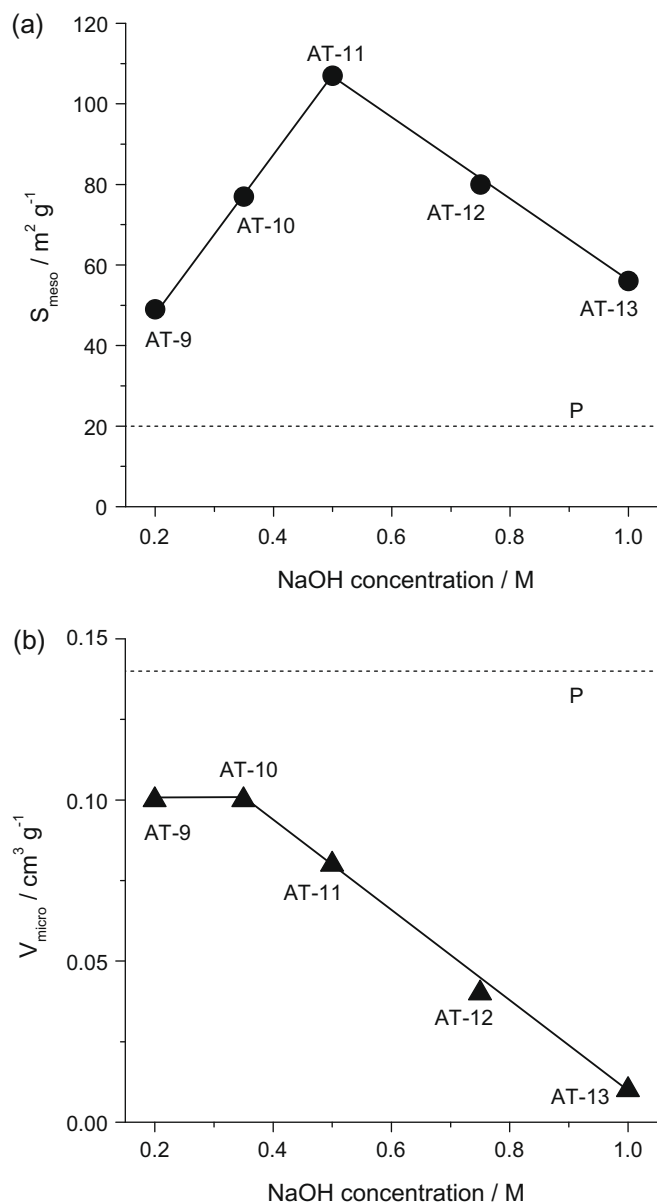 (a)
120
100
80
60
40
20
0
S_meso / m² g⁻¹
AT-11
AT-10
AT-12
AT-9
AT-13
P
0.2 0.4 0.6 0.8 1.0
NaOH concentration / M
(b)
0.15
0.10
0.05
0.00
V_micro / cm³ g⁻¹
P
AT-10
AT-9
AT-11
AT-12
AT-13
0.2 0.4 0.6 0.8 1.0
NaOH concentration / M